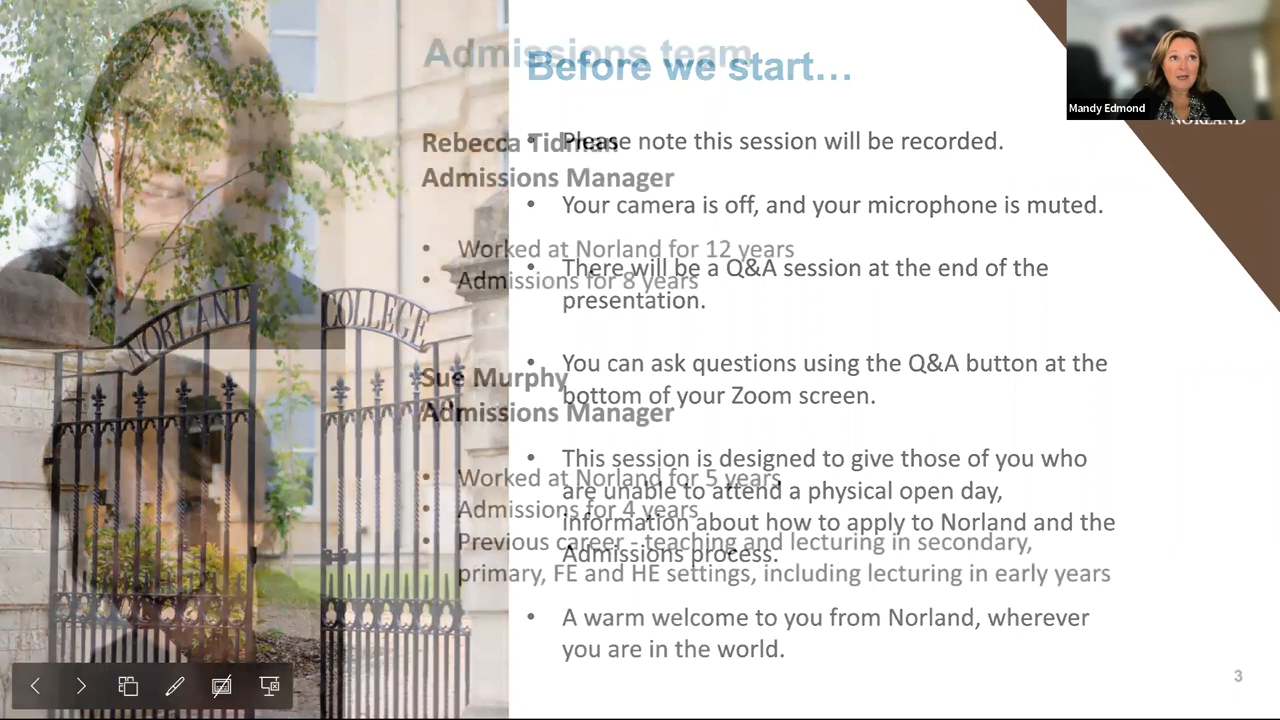 Admissions team
Before we start…
Mandy Edmond
NORLAND
Rebecca Tidman
Admissions Manager
• Worked at Norland for 12 years
• Admissions for 8 years
Sue Murphy
Admissions Manager
• Worked at Norland for 5 years
• Admissions for 4 years
• Previous career - teaching and lecturing in secondary,
primary, FE and HE settings, including lecturing in early years
• Please note this session will be recorded.
• Your camera is off, and your microphone is muted.
• There will be a Q&A session at the end of the
presentation.
• You can ask questions using the Q&A button at the
bottom of your Zoom screen.
• This session is designed to give those of you who
are unable to attend a physical open day,
information about how to apply to Norland and the
Admissions process.
• A warm welcome to you from Norland, wherever
you are in the world.
NORLAND COLLEGE
3